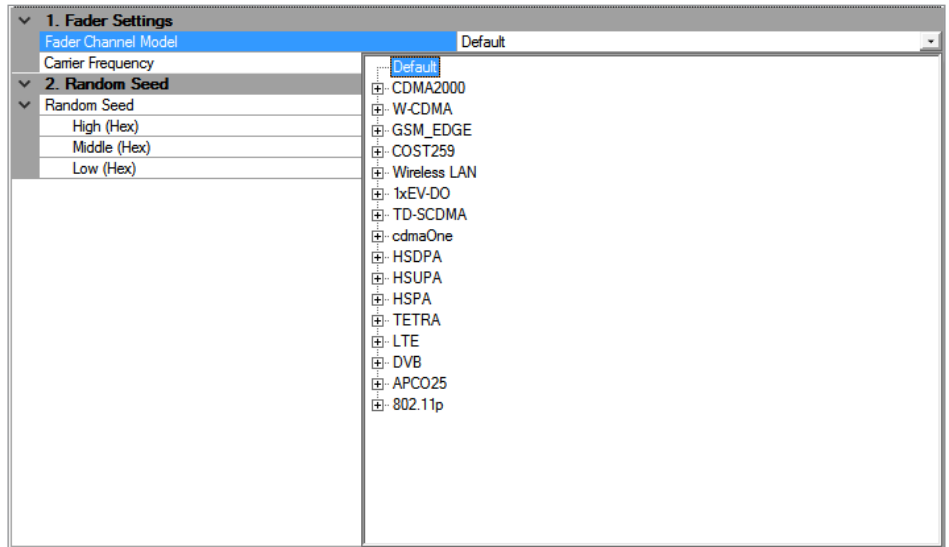 1. Fader Settings
Fader Channel Model Default
Carrier Frequency
Default
2. Random Seed
CDMA2000
Random Seed
W-CDMA
High (Hex)
GSM_EDGE
Middle (Hex)
COST259
Low (Hex)
Wireless LAN
1xEV-DO
TD-SCDMA
cdmaOne
HSDPA
HSUPA
HSPA
TETRA
LTE
DVB
APCO25
802.11p